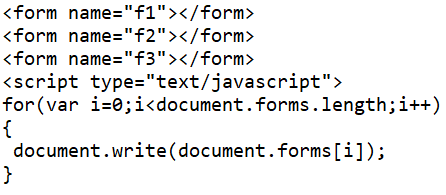 <form name="f1"></form>
<form name="f2"></form>
<form name="f3"></form>
<script type="text/javascript">
for(var i=0;i<document.forms.length;i++)
{
 document.write(document.forms[i]);
}